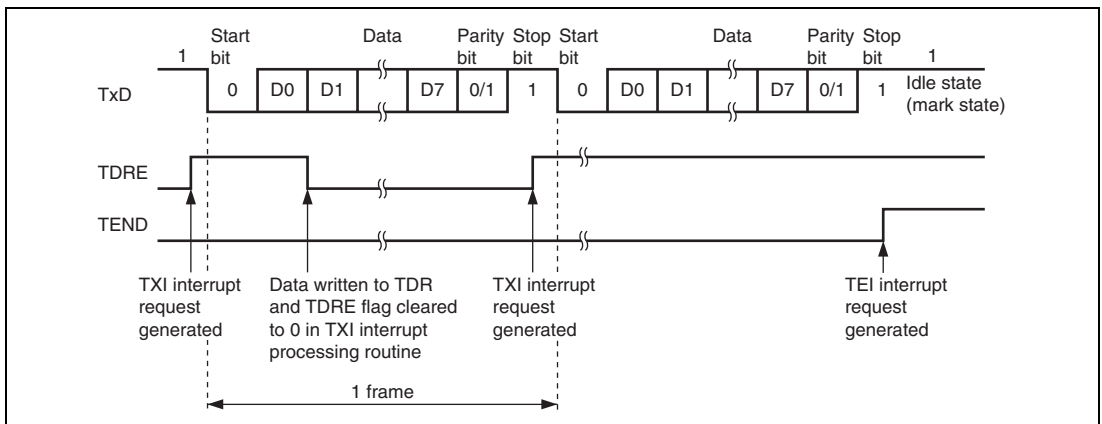 Start Data Parity Stop Start Data Parity Stop
1 bit bit bit bit bit bit 1
TxD 0 D0 D1 D7 0/1 1 0 D0 D1 D7 0/1 1 Idle state
(mark state)
TDRE
TEND
TXI interrupt
request
generated
Data written to TDR
and TDRE flag cleared
to 0 in TXI interrupt
processing routine
TXI interrupt
request
generated
TEI interrupt
request
generated
1 frame